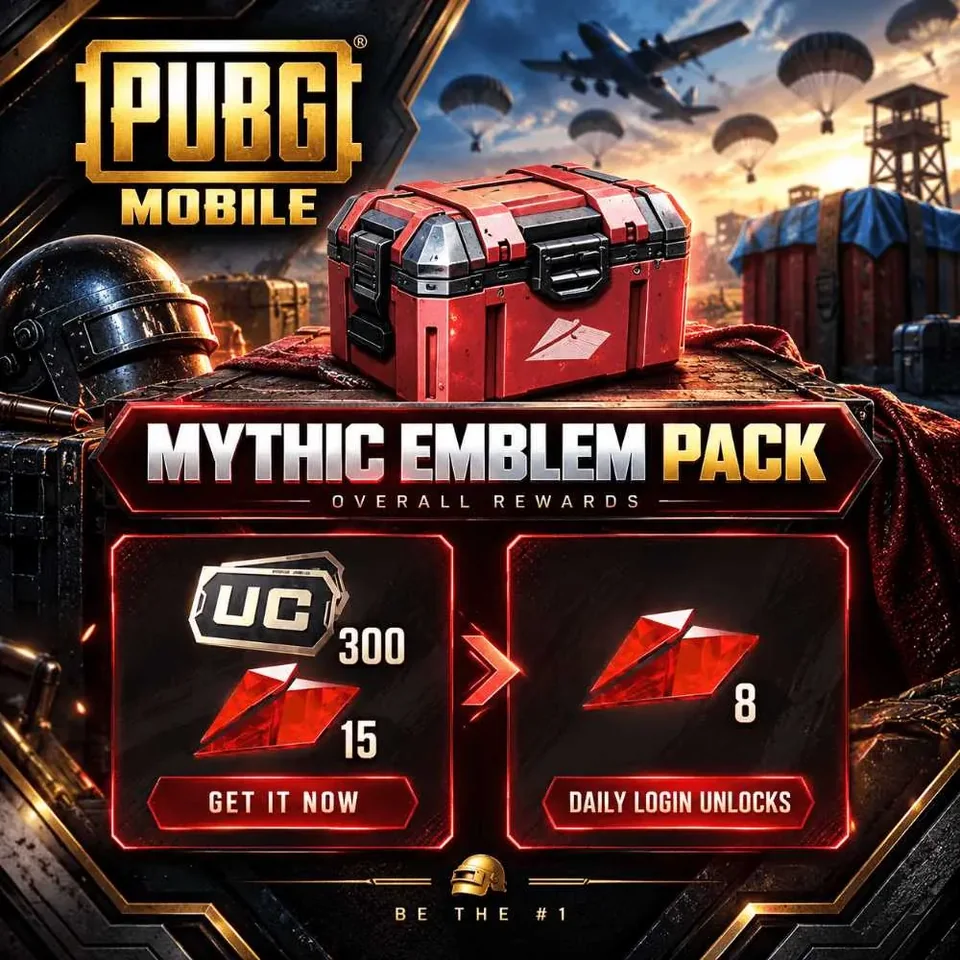 PUBG®
MOBILE
MYTHIC EMBLEM PACK
OVERALL REWARDS
UC
300
15
GET IT NOW
8
DAILY LOGIN UNLOCKS
BE THE #1